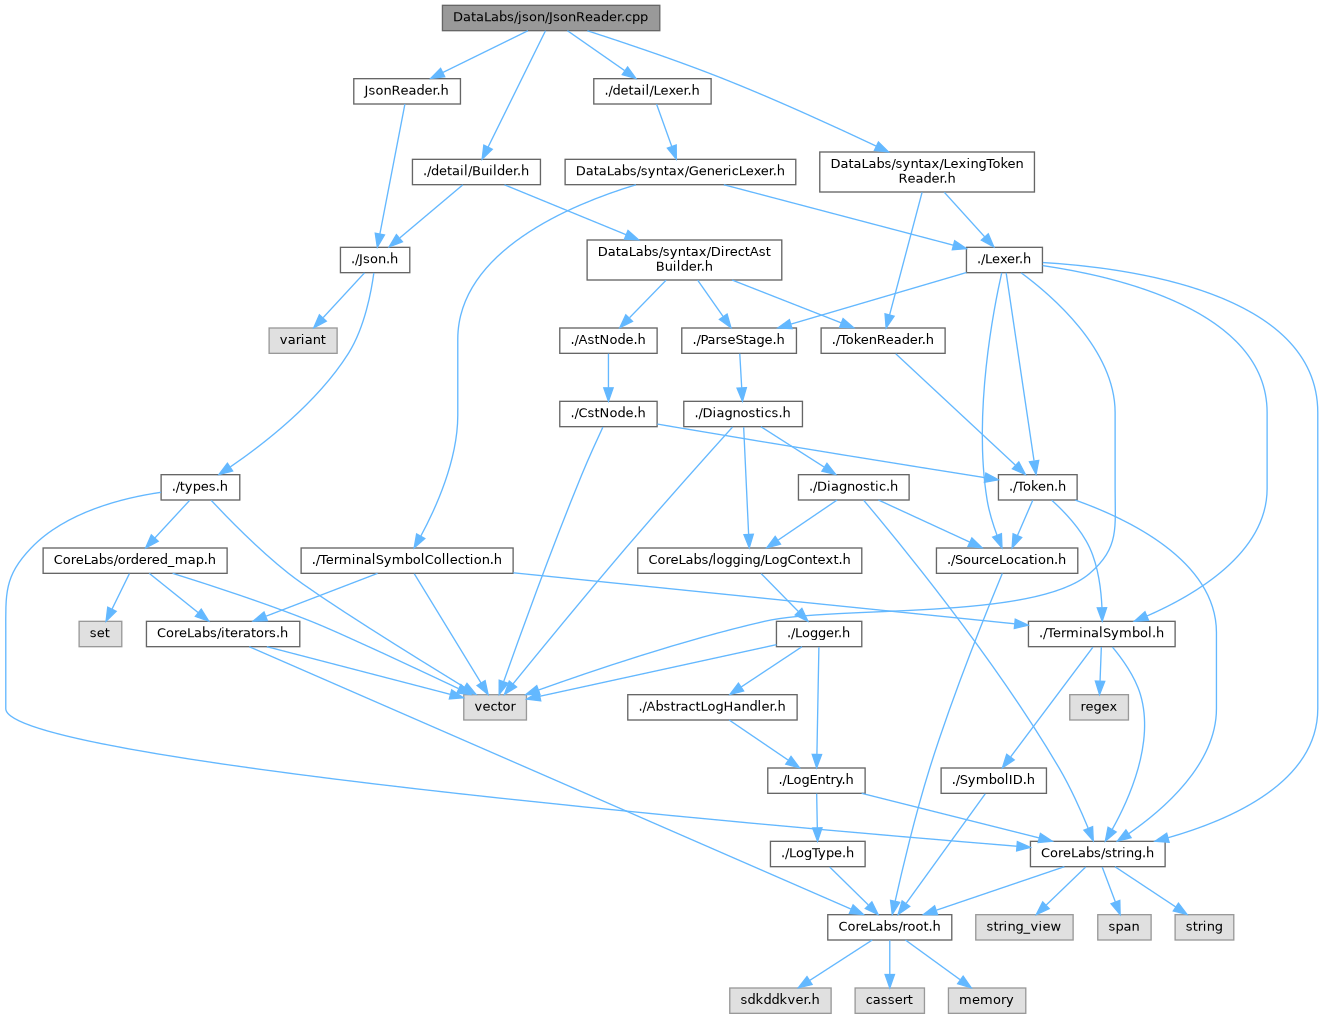 DataLabs/json/JsonReader.cpp
JsonReader.h
./detail/Lexer.h
./detail/Builder.h
DataLabs/syntax/GenericLexer.h
DataLabs/syntax/LexingToken
Reader.h
./Json.h
DataLabs/syntax/DirectAst
Builder.h
./Lexer.h
variant
./AstNode.h
./ParseStage.h
./TokenReader.h
./CstNode.h
./Diagnostics.h
./types.h
./Diagnostic.h
./Token.h
CoreLabs/ordered_map.h
./TerminalSymbolCollection.h
CoreLabs/logging/LogContext.h
./SourceLocation.h
set
CoreLabs/iterators.h
./Logger.h
./TerminalSymbol.h
vector
./AbstractLogHandler.h
regex
./LogEntry.h
./SymbolID.h
./LogType.h
CoreLabs/string.h
CoreLabs/root.h
string_view
span
string
sdkddkver.h
cassert
memory